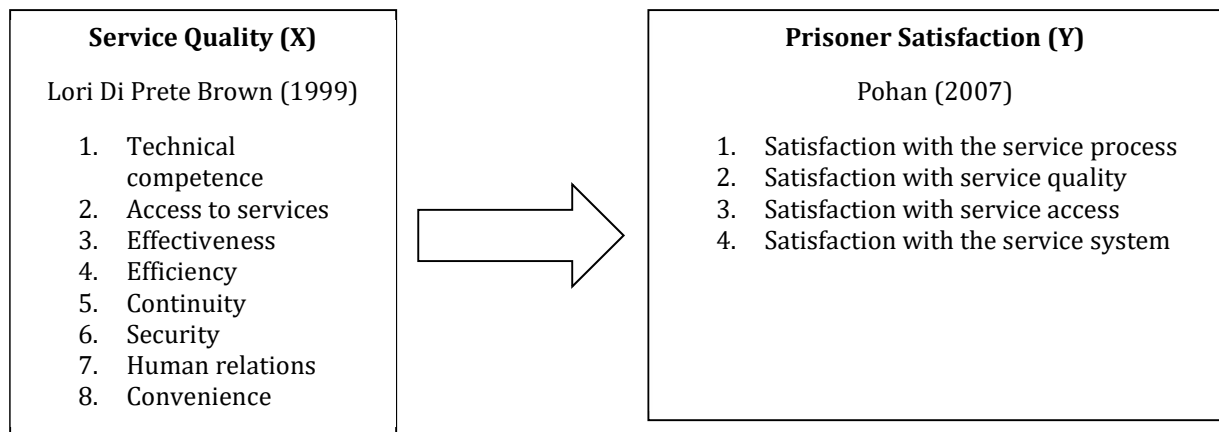 Service Quality (X)
Lori Di Prete Brown (1999)
1. Technical
competence
2. Access to services
3. Effectiveness
4. Efficiency
5. Continuity
6. Security
7. Human relations
8. Convenience
Prisoner Satisfaction (Y)
Pohan (2007)
1. Satisfaction with the service process
2. Satisfaction with service quality
3. Satisfaction with service access
4. Satisfaction with the service system